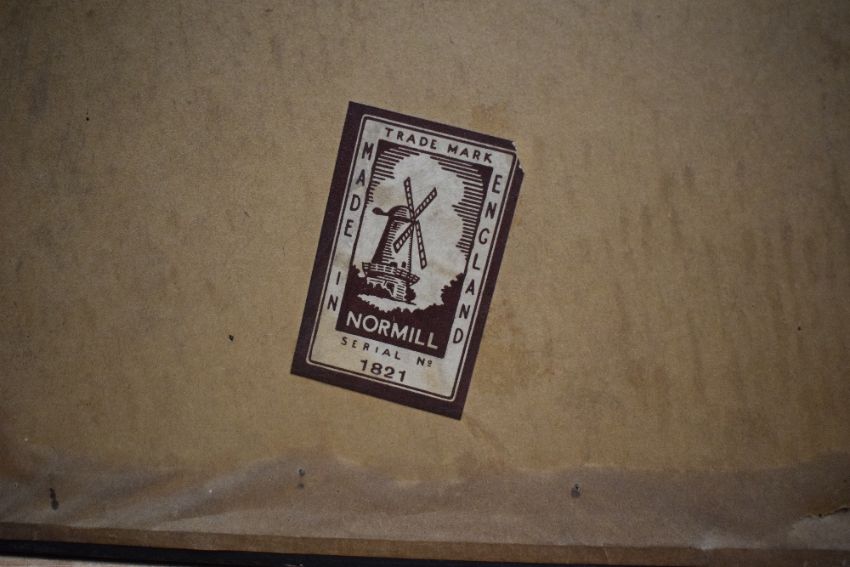 TRADE MARK
MADE IN
ENGLAND
NORMILL
SERIAL Nº
1821